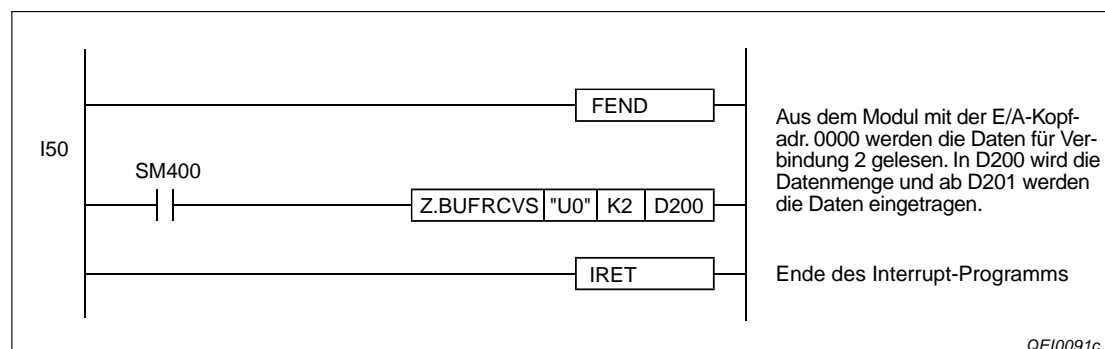 FEND
Aus dem Modul mit der E/A-Kopf-
adr. 0000 werden die Daten für Ver-
bindung 2 gelesen. In D200 wird die
Datenmenge und ab D201 werden
die Daten eingetragen.
I50
SM400
Z.BUFRCVS "U0" K2 D200
IRET
Ende des Interrupt-Programms
QEI0091c